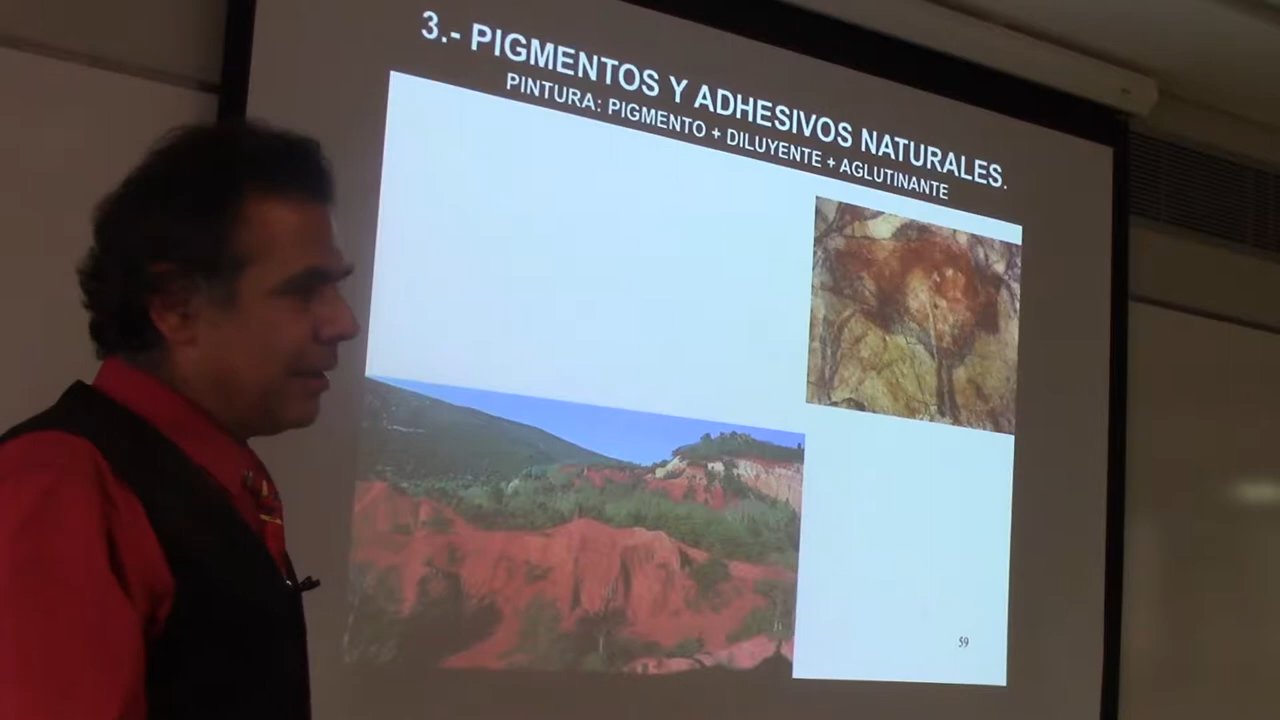 3.- PIGMENTOS Y ADHESIVOS NATURALES.
PINTURA: PIGMENTO + DILUYENTE + AGLUTINANTE
59